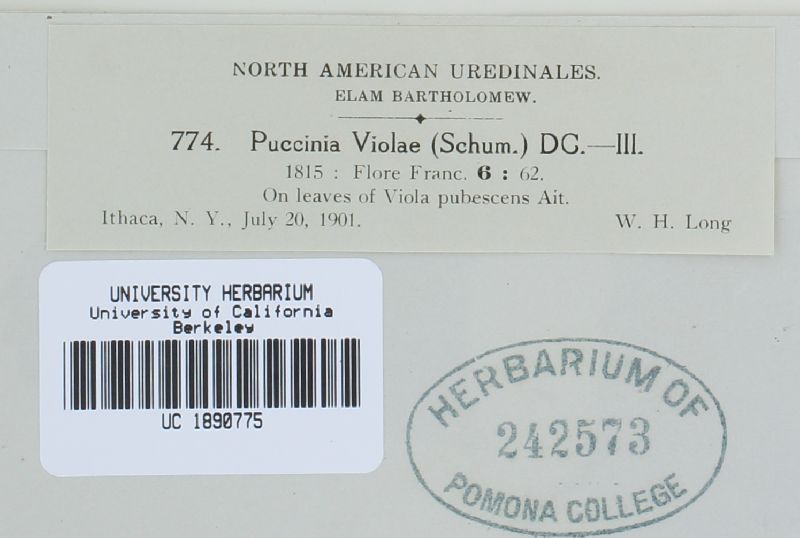 NORTH AMERICAN UREDINALES.
ELAM BARTHOLOMEW.
774. Puccinia Violae (Schum.) DC.—III.
1815 : Flore Franc. 6 : 62.
On leaves of Viola pubescens Ait.
Ithaca, N. Y., July 20, 1901. W. H. Long
UNIVERSITY HERBARIUM
University of California
Berkeley
UC 1890775
HERBARIUM OF
242573
POMONA COLLEGE